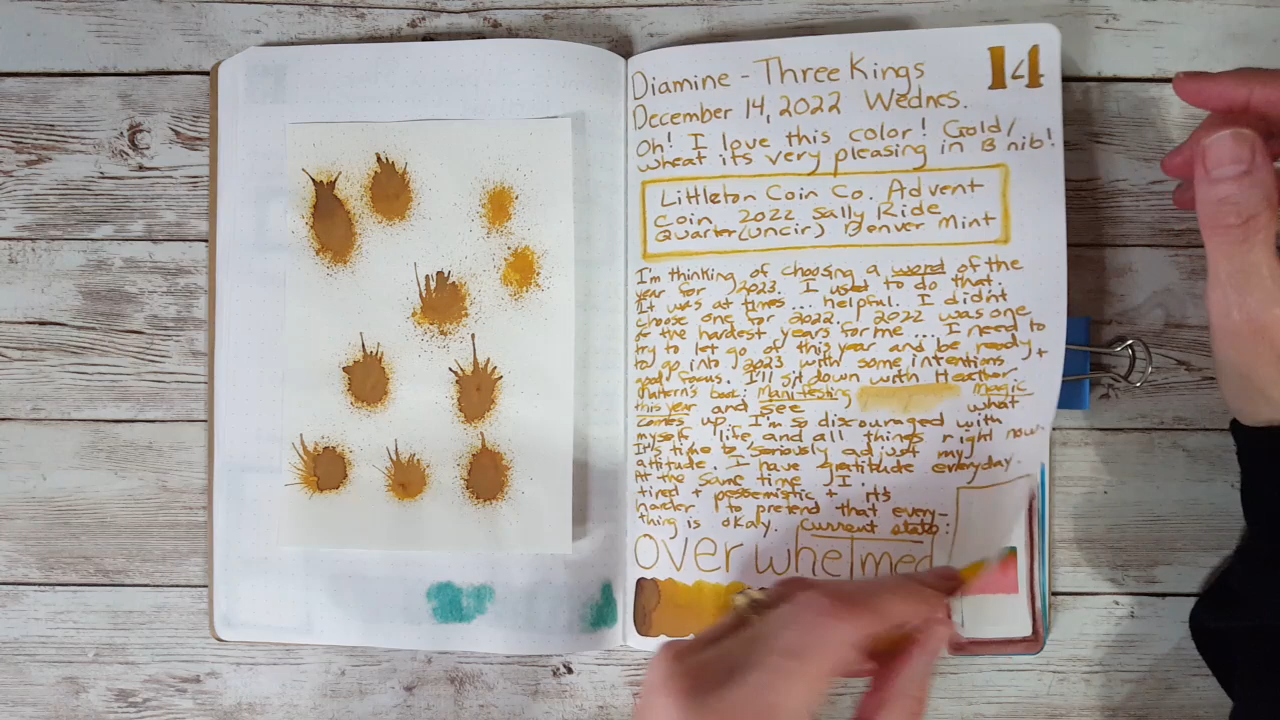 14
Diamine - Three Kings
December 14, 2022 Wednes.
Oh! I love this color! Gold/
wheat its very pleasing in B nib!
Littleton Coin Co. Advent
Coin. 2022 Sally Ride
Quarter (uncir) Denver Mint
I'm thinking of choosing a word of the
year for 2023. I used to do that.
It was at times... helpful. I didnt
choose one for 2022. 2022 was one
of the hardest years for me... I need to
try to let go of this year and be ready
to go into 2023 with some intentions +
good focus. I'll sit down with Heather
book: Manifesting Magic
this year and see what
comes up. I'm so discouraged with
myself, life and all things right now.
It's time to seriously adjust my
attitude. I have gratitude everyday.
At the same time I
tired + pessemistic + it's
harder to pretend that every-
thing is okay. Current state:
overwhelmed